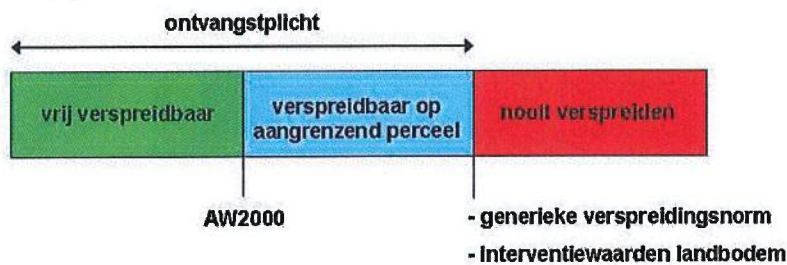 ontvangstplicht
vrij verspreidbaar
verspreidbaar op
aangrenzend perceel
nooit verspreiden
AW2000
- generieke verspreidingsnorm
- interventiewaarden landbodem